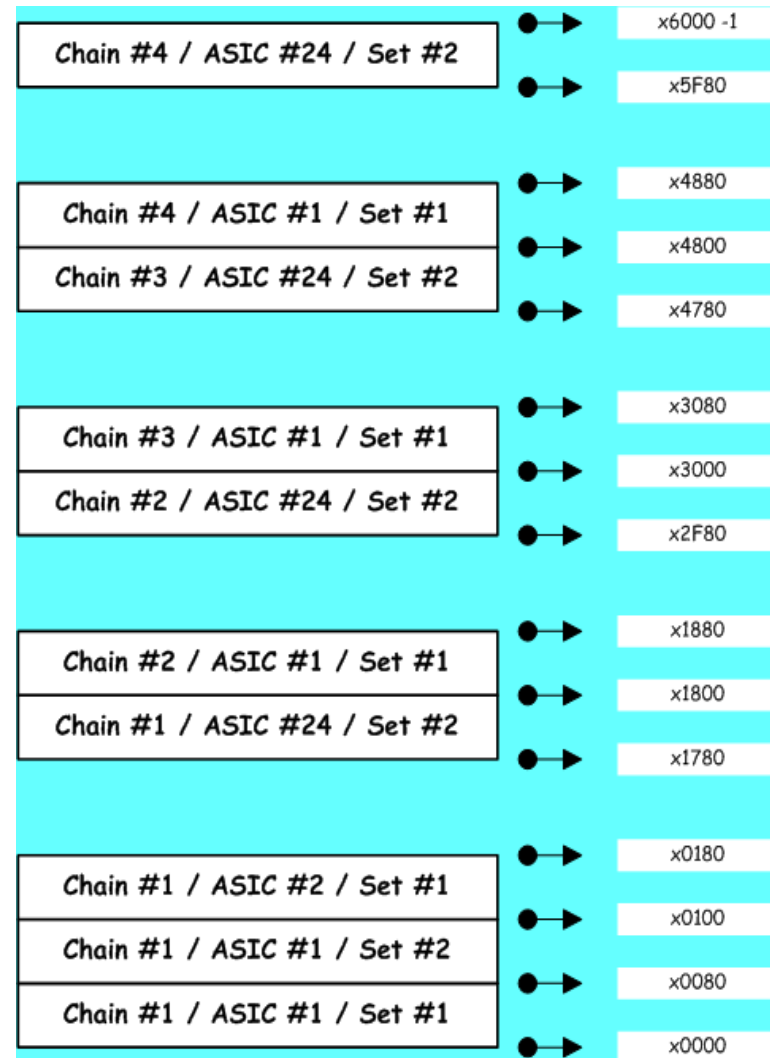 x6000 -1
Chain #4 / ASIC #24 / Set #2
x5F80
x4880
Chain #4 / ASIC #1 / Set #1
x4800
Chain #3 / ASIC #24 / Set #2
x4780
x3080
Chain #3 / ASIC #1 / Set #1
x3000
Chain #2 / ASIC #24 / Set #2
x2F80
x1880
Chain #2 / ASIC #1 / Set #1
x1800
Chain #1 / ASIC #24 / Set #2
x1780
x0180
Chain #1 / ASIC #2 / Set #1
x0100
Chain #1 / ASIC #1 / Set #2
x0080
Chain #1 / ASIC #1 / Set #1
x0000